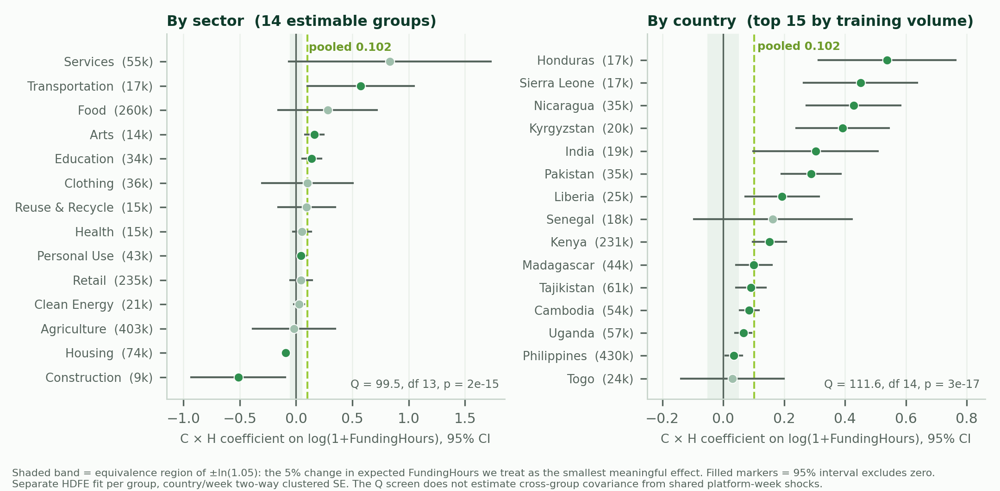 By sector  (14 estimable groups)
pooled 0.102
Services  (55k)
Transportation  (17k)
Food  (260k)
Arts  (14k)
Education  (34k)
Clothing  (36k)
Reuse & Recycle  (15k)
Health  (15k)
Personal Use  (43k)
Retail  (235k)
Clean Energy  (21k)
Agriculture  (403k)
Housing  (74k)
Construction  (9k)
Q = 99.5, df 13, p = 2e-15
−1.0 −0.5 0.0 0.5 1.0 1.5
C × H coefficient on log(1+FundingHours), 95% CI
By country  (top 15 by training volume)
pooled 0.102
Honduras  (17k)
Sierra Leone  (17k)
Nicaragua  (35k)
Kyrgyzstan  (20k)
India  (19k)
Pakistan  (35k)
Liberia  (25k)
Senegal  (18k)
Kenya  (231k)
Madagascar  (44k)
Tajikistan  (61k)
Cambodia  (54k)
Uganda  (57k)
Philippines  (430k)
Togo  (24k)
Q = 111.6, df 14, p = 3e-17
−0.2 0.0 0.2 0.4 0.6 0.8
C × H coefficient on log(1+FundingHours), 95% CI
Shaded band = equivalence region of ±ln(1.05): the 5% change in expected FundingHours we treat as the smallest meaningful effect. Filled markers = 95% interval excludes zero.
Separate HDFE fit per group, country/week two-way clustered SE. The Q screen does not estimate cross-group covariance from shared platform-week shocks.